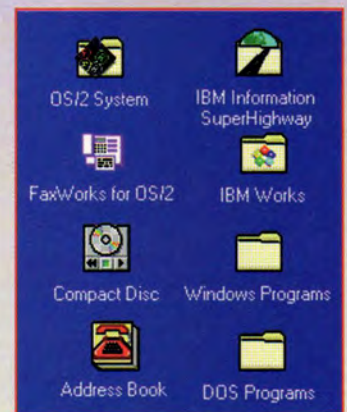 OS/2 System
IBM Information
SuperHighway
FaxWorks for OS/2
IBM Works
Compact Disc
Windows Programs
Address Book
DOS Programs